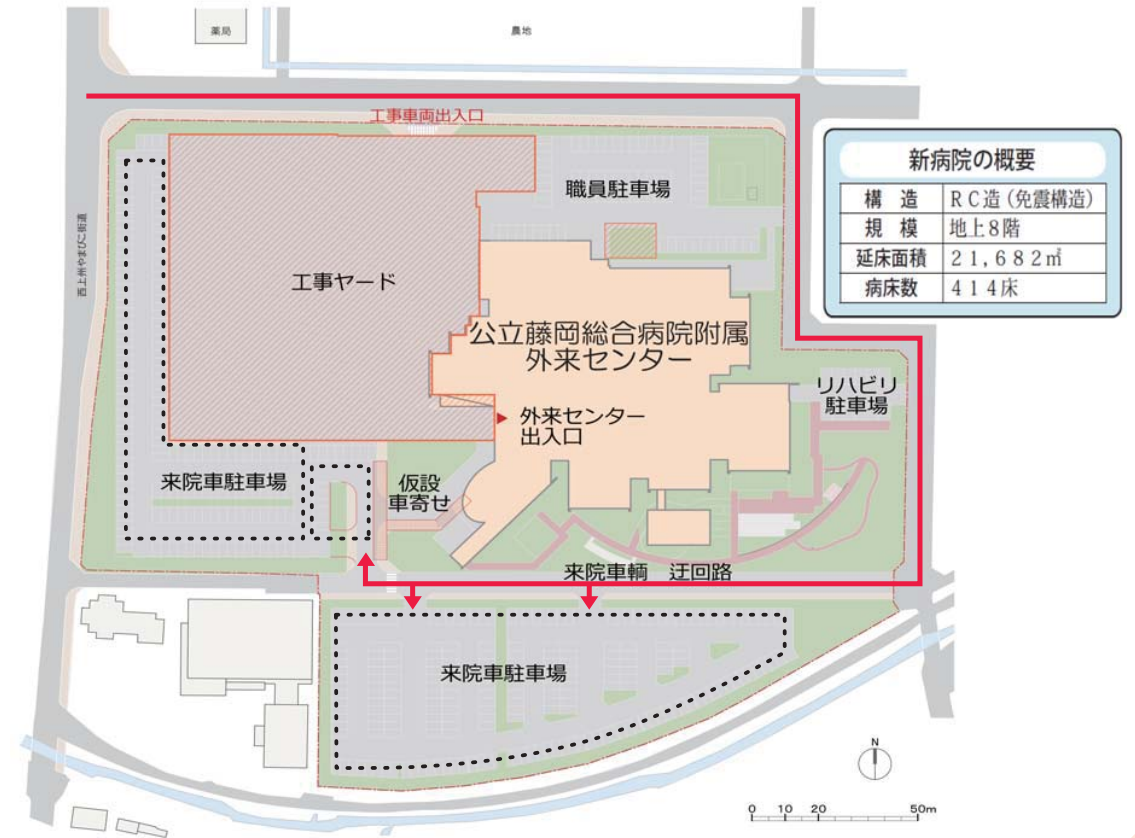 薬局
農地
工事車両出入口
新病院の概要
構 造 RC造(免震構造)
規 模 地上8階
延床面積 21,682㎡
病床数 414床
職員駐車場
西上州やまびこ街道
工事ヤード
公立藤岡総合病院附属
外来センター
リハビリ
駐車場
外来センター
出入口
来院車駐車場
仮設
車寄せ
来院車輌 迂回路
来院車駐車場
N
0 10 20 50m